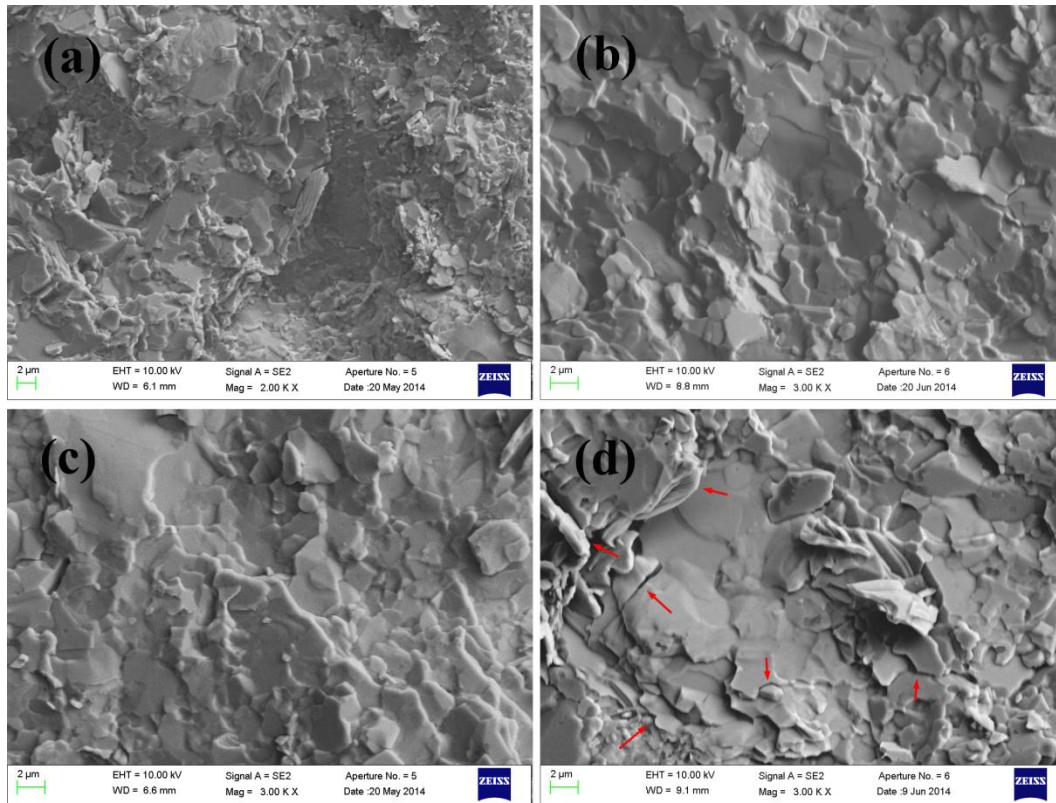 (a)
2 µm
EHT = 10.00 kV
Signal A = SE2
Aperture No. = 5
WD = 6.1 mm
Mag = 2.00 K X
Date :20 May 2014
ZEISS
(b)
2 µm
EHT = 10.00 kV
Signal A = SE2
Aperture No. = 6
WD = 8.8 mm
Mag = 3.00 K X
Date :20 Jun 2014
ZEISS
(c)
2 µm
EHT = 10.00 kV
Signal A = SE2
Aperture No. = 5
WD = 6.6 mm
Mag = 3.00 K X
Date :20 May 2014
ZEISS
(d)
2 µm
EHT = 10.00 kV
Signal A = SE2
Aperture No. = 6
WD = 9.1 mm
Mag = 3.00 K X
Date :9 Jun 2014
ZEISS